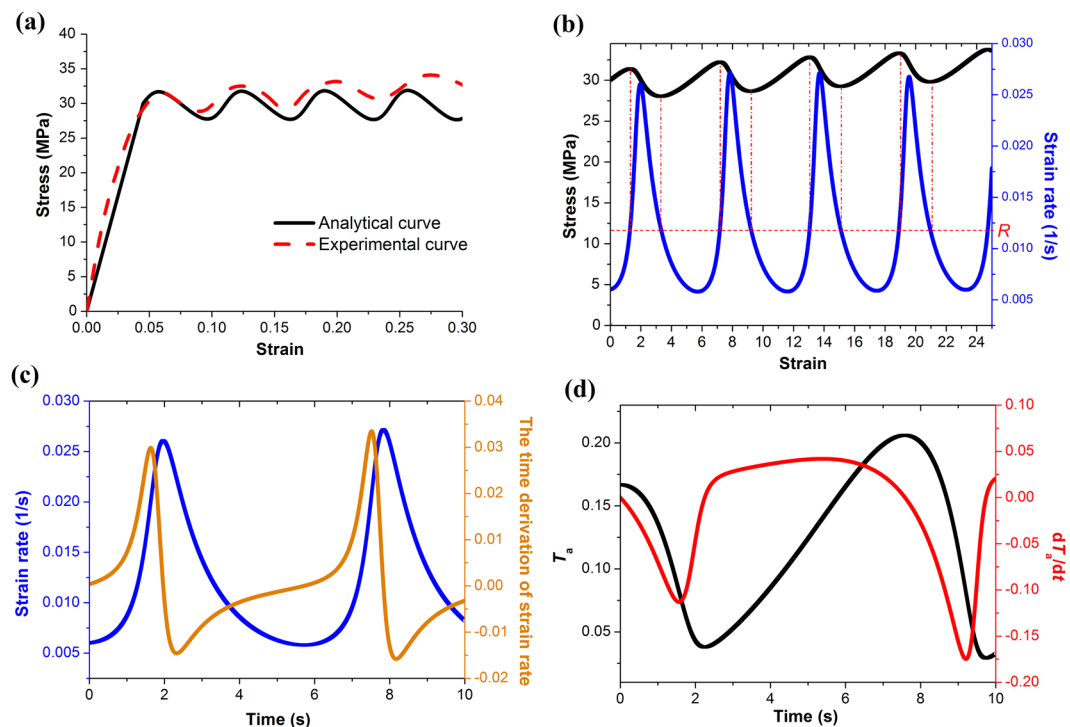 (a)
40
35
30
25
20
15
10
5
0
Stress (MPa)
Analytical curve
Experimental curve
0.00 0.05 0.10 0.15 0.20 0.25 0.30
Strain
(b)
35
30
25
20
15
10
5
0
Stress (MPa)
0.030
0.025
0.020
0.015
0.010
0.005
Strain rate (1/s)
R
0 2 4 6 8 10 12 14 16 18 20 22 24
Strain
(c)
0.030
0.025
0.020
0.015
0.010
0.005
Strain rate (1/s)
0.04
0.03
0.02
0.01
0.00
-0.01
-0.02
The time derivation of strain rate
0 2 4 6 8 10
Time (s)
(d)
0.20
0.15
0.10
0.05
Ta
0.10
0.05
0.00
-0.05
-0.10
-0.15
-0.20
dTa/dt
0 2 4 6 8 10
Time (s)